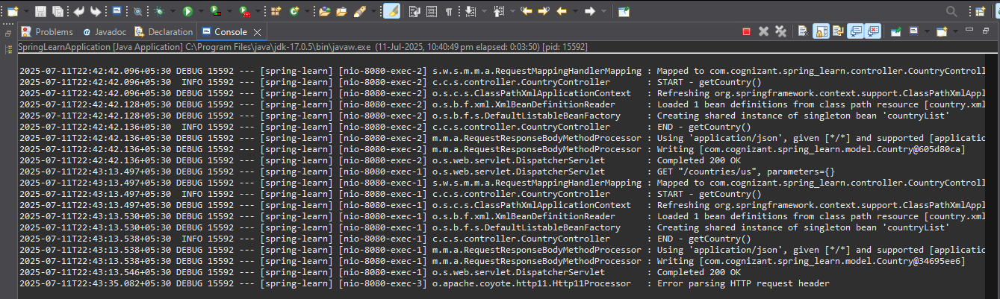 Problems @ Javadoc Declaration Console
SpringLearnApplication [Java Application] C:\Program Files\java\jdk-17.0.5\bin\javaw.exe (11-Jul-2025, 10:40:49 pm elapsed: 0:03:50) [pid: 15592]
2025-07-11T22:42:42.096+05:30 DEBUG 15592 --- [spring-learn] [nio-8080-exec-2] s.w.s.m.m.a.RequestMappingHandlerMapping : Mapped to com.cognizant.spring_learn.controller.CountryControll
2025-07-11T22:42:42.096+05:30  INFO 15592 --- [spring-learn] [nio-8080-exec-2] c.c.s.controller.CountryController       : START - getCountry()
2025-07-11T22:42:42.096+05:30 DEBUG 15592 --- [spring-learn] [nio-8080-exec-2] o.s.c.s.ClassPathXmlApplicationContext   : Refreshing org.springframework.context.support.ClassPathXmlAppl
2025-07-11T22:42:42.128+05:30 DEBUG 15592 --- [spring-learn] [nio-8080-exec-2] o.s.b.f.xml.XmlBeanDefinitionReader      : Loaded 1 bean definitions from class path resource [country.xml
2025-07-11T22:42:42.128+05:30 DEBUG 15592 --- [spring-learn] [nio-8080-exec-2] o.s.b.f.s.DefaultListableBeanFactory     : Creating shared instance of singleton bean 'countryList'
2025-07-11T22:42:42.136+05:30  INFO 15592 --- [spring-learn] [nio-8080-exec-2] c.c.s.controller.CountryController       : END - getCountry()
2025-07-11T22:42:42.136+05:30 DEBUG 15592 --- [spring-learn] [nio-8080-exec-2] m.m.a.RequestResponseBodyMethodProcessor : Using 'application/json', given [*/*] and supported [applicatio
2025-07-11T22:42:42.136+05:30 DEBUG 15592 --- [spring-learn] [nio-8080-exec-2] m.m.a.RequestResponseBodyMethodProcessor : Writing [com.cognizant.spring_learn.model.Country@605d80ca]
2025-07-11T22:42:42.136+05:30 DEBUG 15592 --- [spring-learn] [nio-8080-exec-2] o.s.web.servlet.DispatcherServlet        : Completed 200 OK
2025-07-11T22:43:13.497+05:30 DEBUG 15592 --- [spring-learn] [nio-8080-exec-1] o.s.web.servlet.DispatcherServlet        : GET "/countries/us", parameters={}
2025-07-11T22:43:13.497+05:30 DEBUG 15592 --- [spring-learn] [nio-8080-exec-1] s.w.s.m.m.a.RequestMappingHandlerMapping : Mapped to com.cognizant.spring_learn.controller.CountryControll
2025-07-11T22:43:13.497+05:30  INFO 15592 --- [spring-learn] [nio-8080-exec-1] c.c.s.controller.CountryController       : START - getCountry()
2025-07-11T22:43:13.497+05:30 DEBUG 15592 --- [spring-learn] [nio-8080-exec-1] o.s.c.s.ClassPathXmlApplicationContext   : Refreshing org.springframework.context.support.ClassPathXmlAppl
2025-07-11T22:43:13.530+05:30 DEBUG 15592 --- [spring-learn] [nio-8080-exec-1] o.s.b.f.xml.XmlBeanDefinitionReader      : Loaded 1 bean definitions from class path resource [country.xml
2025-07-11T22:43:13.530+05:30 DEBUG 15592 --- [spring-learn] [nio-8080-exec-1] o.s.b.f.s.DefaultListableBeanFactory     : Creating shared instance of singleton bean 'countryList'
2025-07-11T22:43:13.538+05:30  INFO 15592 --- [spring-learn] [nio-8080-exec-1] c.c.s.controller.CountryController       : END - getCountry()
2025-07-11T22:43:13.538+05:30 DEBUG 15592 --- [spring-learn] [nio-8080-exec-1] m.m.a.RequestResponseBodyMethodProcessor : Using 'application/json', given [*/*] and supported [applicatio
2025-07-11T22:43:13.538+05:30 DEBUG 15592 --- [spring-learn] [nio-8080-exec-1] m.m.a.RequestResponseBodyMethodProcessor : Writing [com.cognizant.spring_learn.model.Country@34695ee6]
2025-07-11T22:43:13.546+05:30 DEBUG 15592 --- [spring-learn] [nio-8080-exec-1] o.s.web.servlet.DispatcherServlet        : Completed 200 OK
2025-07-11T22:43:35.082+05:30 DEBUG 15592 --- [spring-learn] [nio-8080-exec-3] o.apache.coyote.http11.Http11Processor   : Error parsing HTTP request header